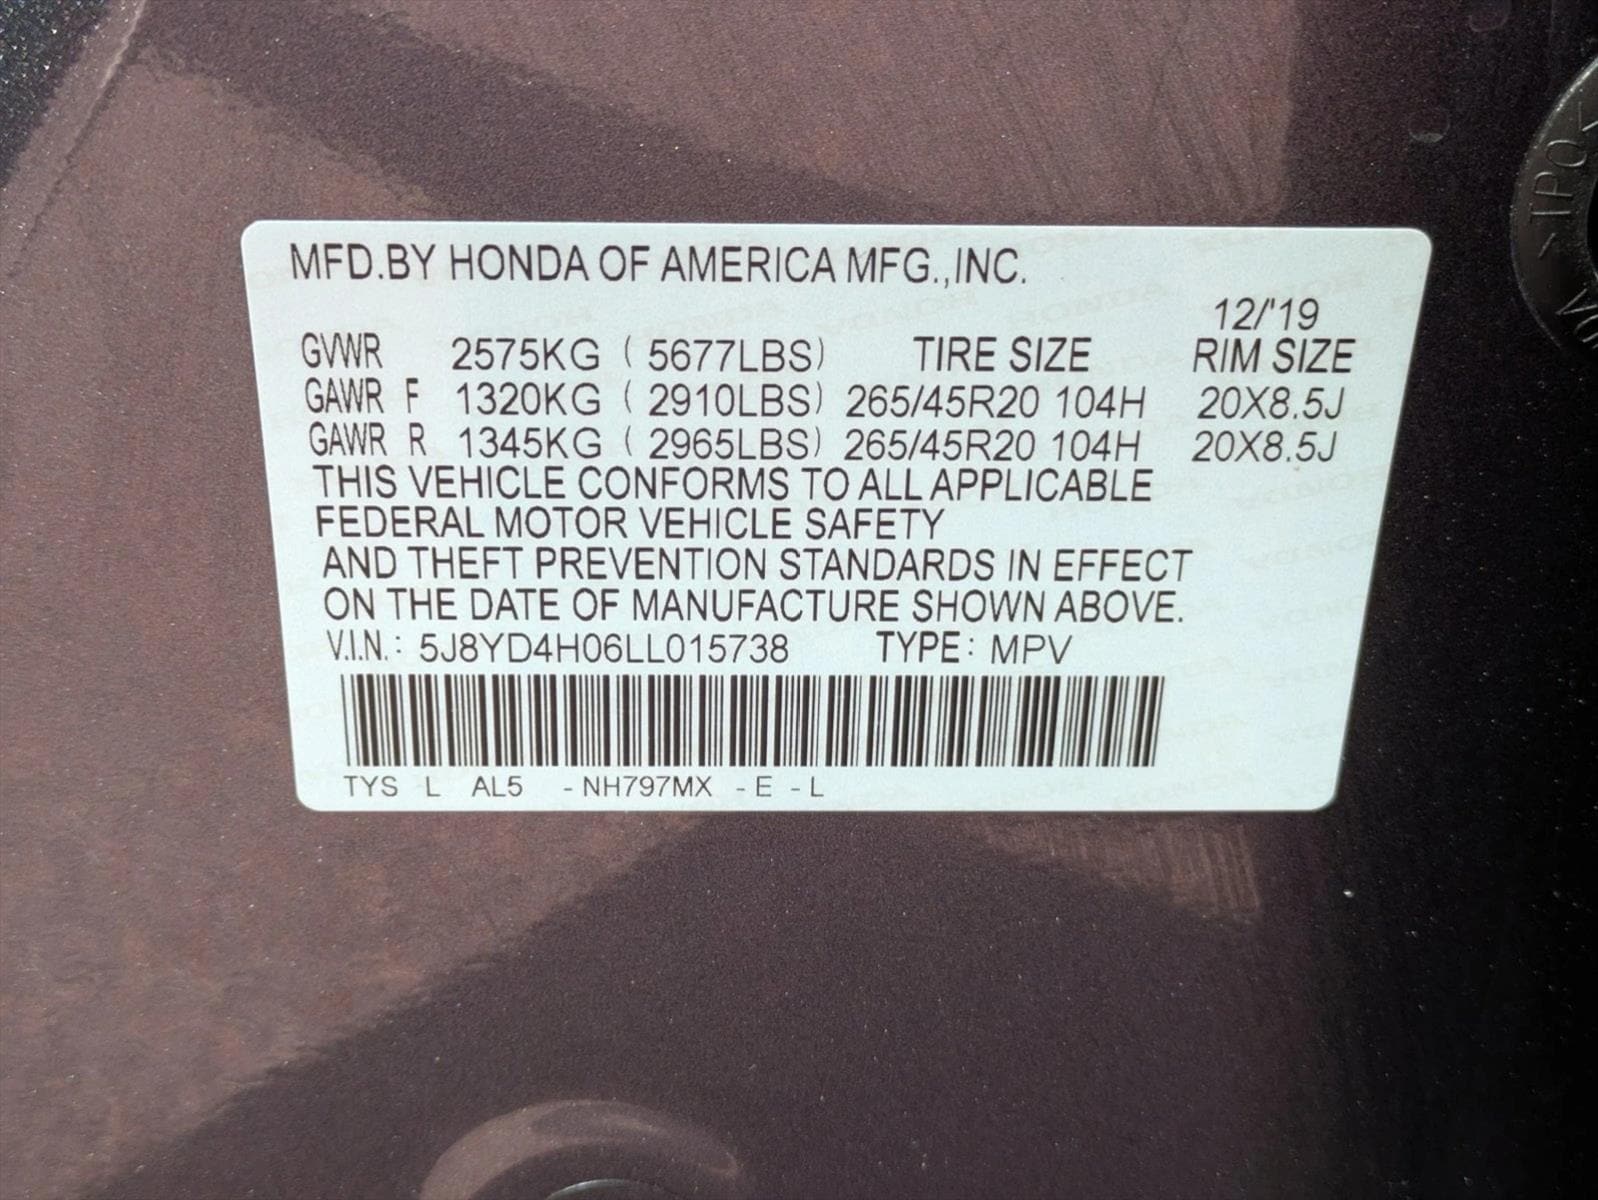 MFD.BY HONDA OF AMERICA MFG.,INC.
12/'19
GVWR 2575KG ( 5677LBS) TIRE SIZE RIM SIZE
GAWR F 1320KG ( 2910LBS) 265/45R20 104H 20X8.5J
GAWR R 1345KG ( 2965LBS) 265/45R20 104H 20X8.5J
THIS VEHICLE CONFORMS TO ALL APPLICABLE
FEDERAL MOTOR VEHICLE SAFETY
AND THEFT PREVENTION STANDARDS IN EFFECT
ON THE DATE OF MANUFACTURE SHOWN ABOVE.
V.I.N.: 5J8YD4H06LL015738 TYPE: MPV
TYS L AL5 - NH797MX - E - L
>TPO<